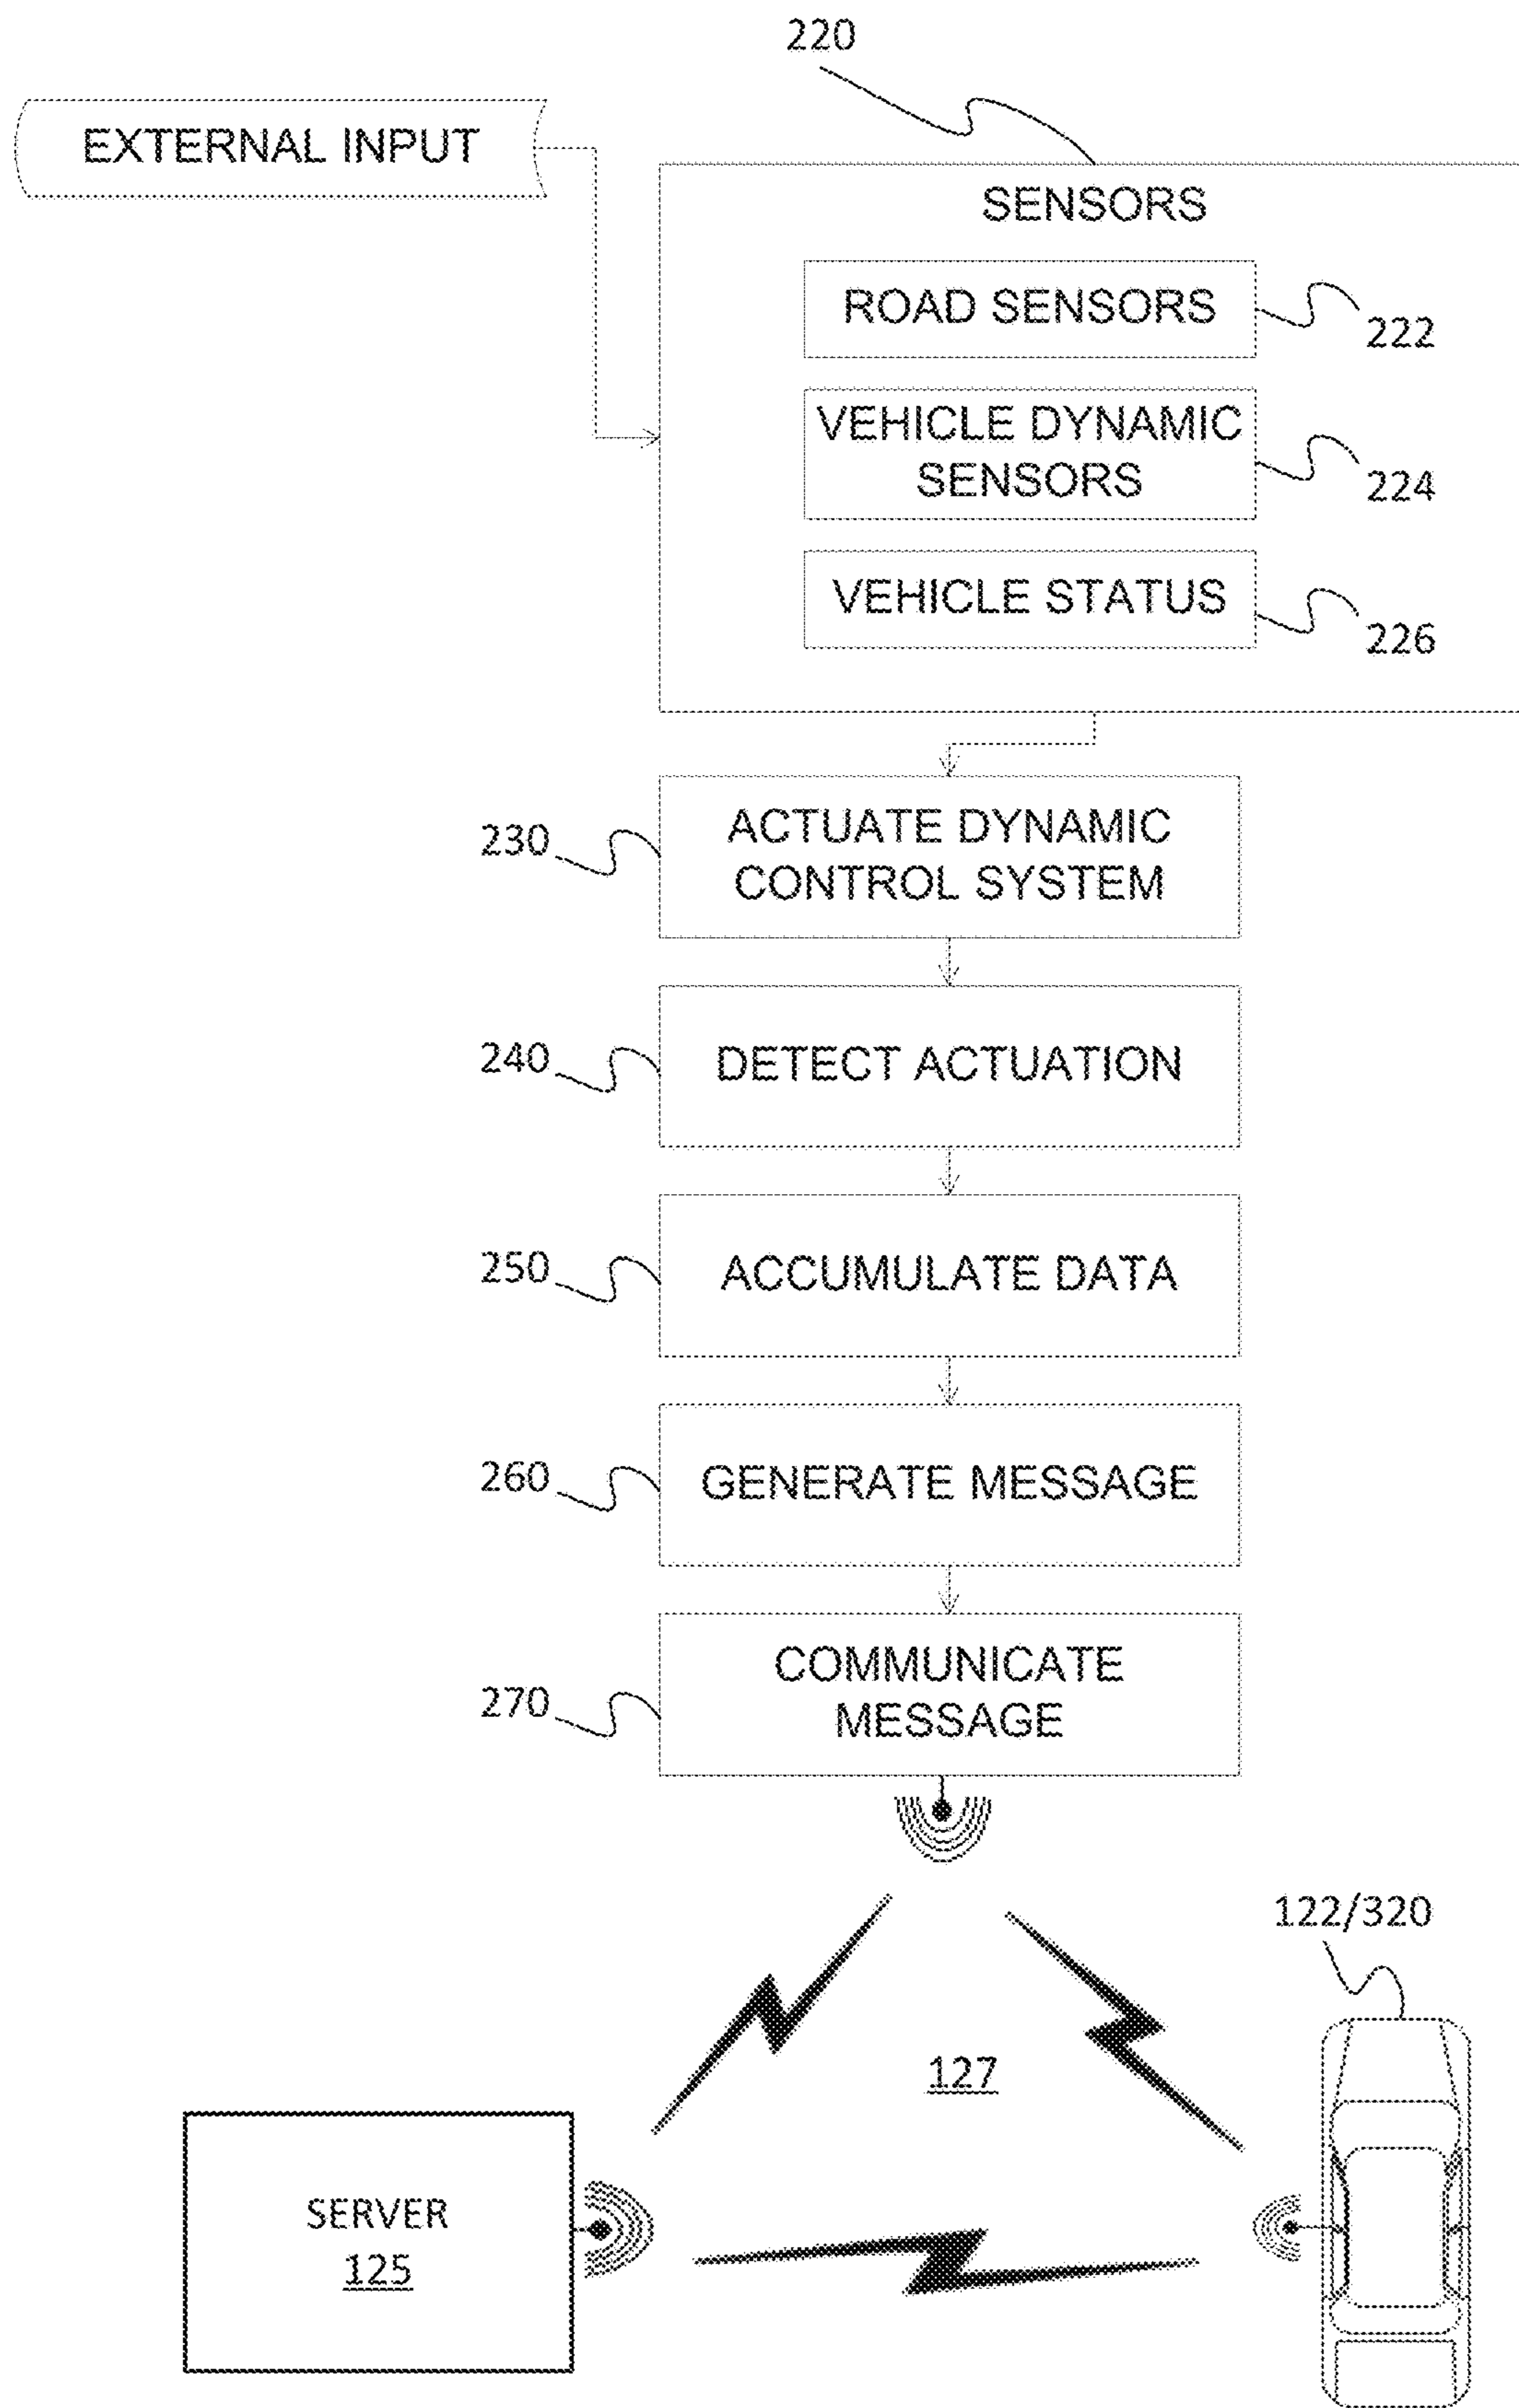 220
EXTERNAL INPUT
SENSORS
ROAD SENSORS
222
VEHICLE DYNAMIC
SENSORS
224
VEHICLE STATUS
226
230
ACTUATE DYNAMIC
CONTROL SYSTEM
240
DETECT ACTUATION
250
ACCUMULATE DATA
260
GENERATE MESSAGE
270
COMMUNICATE
MESSAGE
122/320
127
SERVER
125